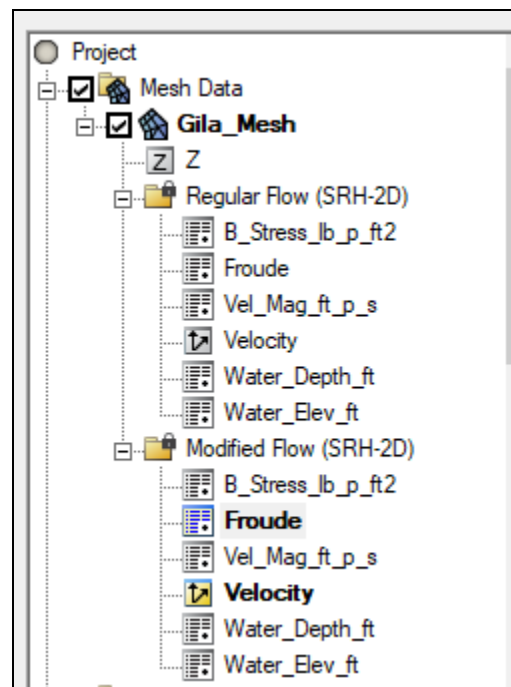 Project
Mesh Data
Gila_Mesh
Z Z
Regular Flow (SRH-2D)
B_Stress_lb_p_ft2
Froude
Vel_Mag_ft_p_s
Velocity
Water_Depth_ft
Water_Elev_ft
Modified Flow (SRH-2D)
B_Stress_lb_p_ft2
Froude
Vel_Mag_ft_p_s
Velocity
Water_Depth_ft
Water_Elev_ft